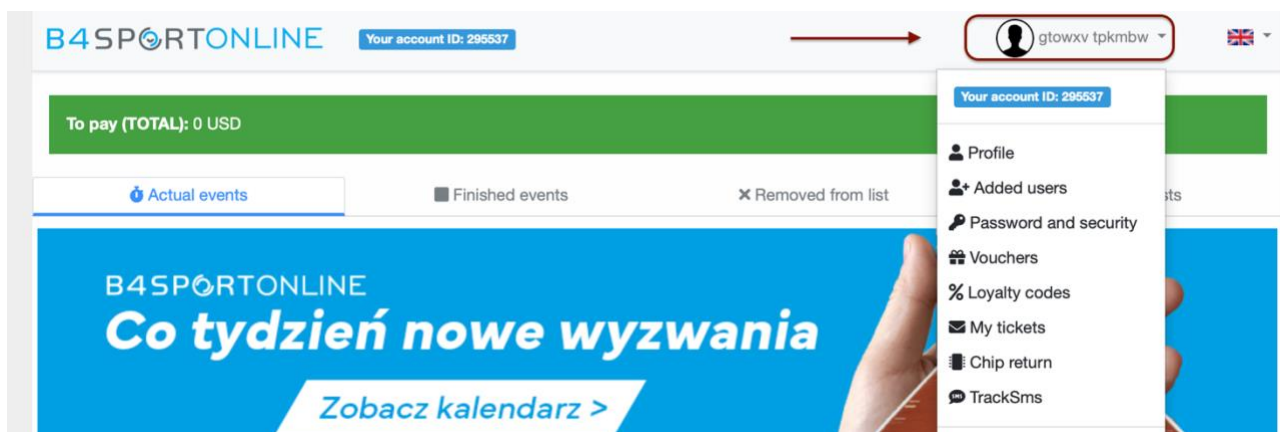 B4SPORTONLINE Your account ID: 295537 gtowxv tpkmbw
Your account ID: 295537
To pay (TOTAL): 0 USD
Profile
Added users
Password and security
Vouchers
Loyalty codes
My tickets
Chip return
SMS TrackSms
Actual events Finished events Removed from list
B4SPORTONLINE
Co tydzień nowe wyzwania
Zobacz kalendarz >